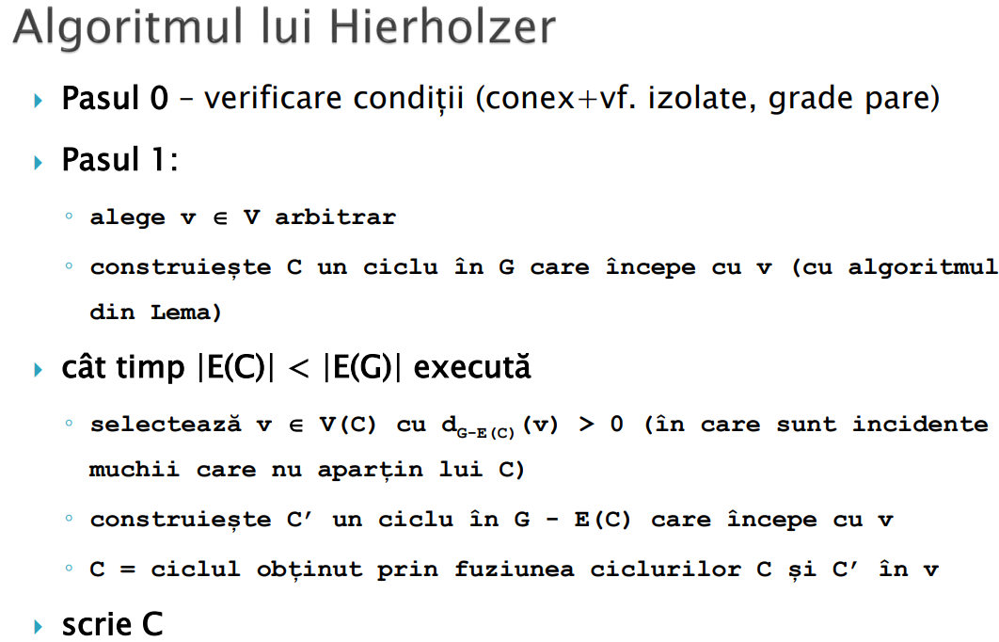 Algoritmul lui Hierholzer
Pasul 0 – verificare condiții (conex+vf. izolate, grade pare)
Pasul 1:
alege v ∈ V arbitrar
construiește C un ciclu în G care începe cu v (cu algoritmul
din Lema)
cât timp |E(C)| < |E(G)| execută
selectează v ∈ V(C) cu d_G-E(C)(v) > 0 (în care sunt incidente
muchii care nu aparțin lui C)
construiește C’ un ciclu în G - E(C) care începe cu v
C = ciclul obținut prin fuziunea ciclurilor C și C’ în v
scrie C